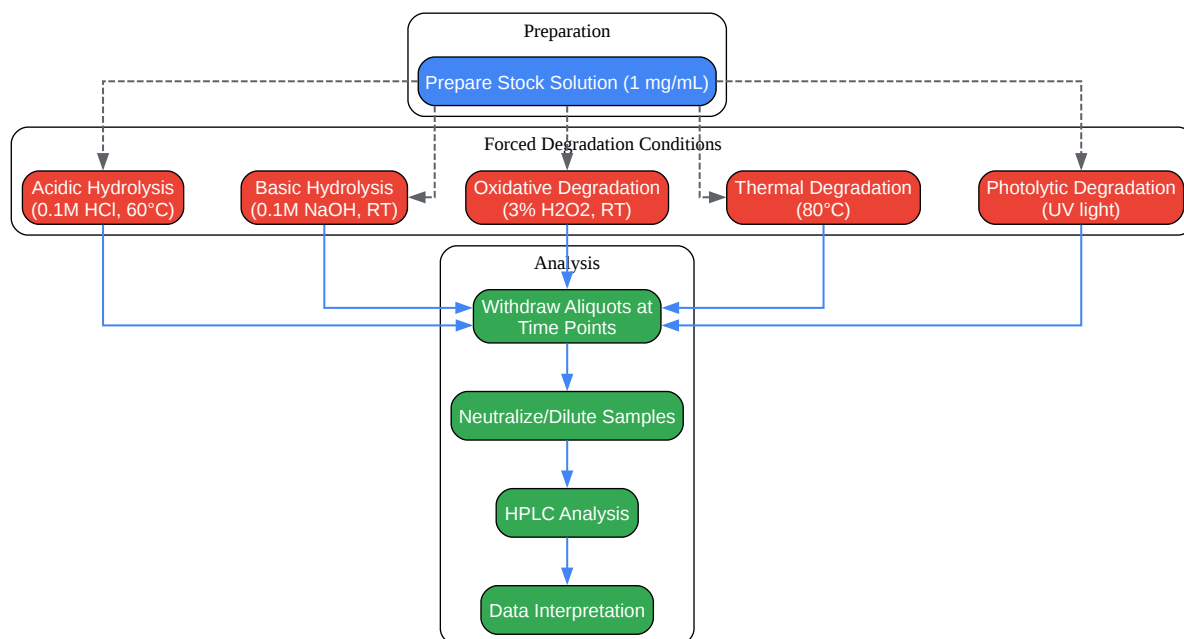 Preparation
Prepare Stock Solution (1 mg/mL)
Forced Degradation Conditions
Acidic Hydrolysis
(0.1M HCl, 60°C)
Basic Hydrolysis
(0.1M NaOH, RT)
Oxidative Degradation
(3% H2O2, RT)
Thermal Degradation
(80°C)
Photolytic Degradation
(UV light)
Analysis
Withdraw Aliquots at
Time Points
Neutralize/Dilute Samples
HPLC Analysis
Data Interpretation